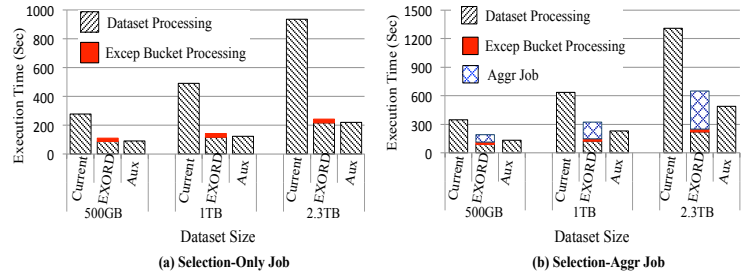 1000
800
600
400
200
0
Execution Time (Sec)
Dataset Processing
Excep Bucket Processing
Current
EXORD
Aux
Current
EXORD
Aux
Current
EXORD
Aux
500GB
1TB
2.3TB
Dataset Size
(a) Selection-Only Job
1500
1200
900
600
300
0
Execution Time (Sec)
Dataset Processing
Excep Bucket Processing
Aggr Job
Current
EXORD
Aux
Current
EXORD
Aux
Current
EXORD
Aux
500GB
1TB
2.3TB
Dataset Size
(b) Selection-Aggr Job